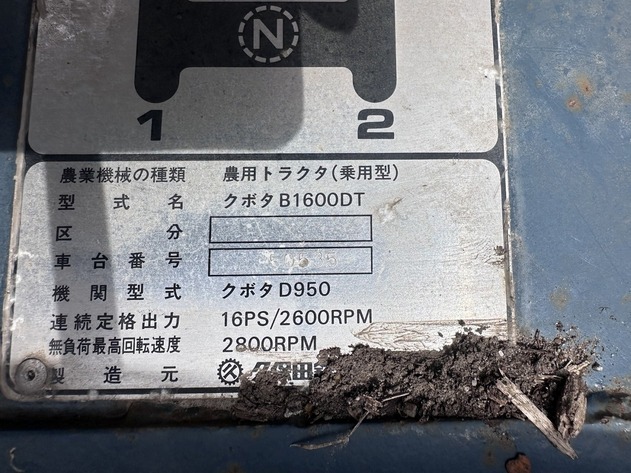 N
1 2
農業機械の種類 農用トラクタ(乗用型)
型式名 クボタB1600DT
区分
車台番号
機関型式 クボタD950
連続定格出力 16PS/2600RPM
無負荷最高回転速度 2800RPM
製造元 久保田